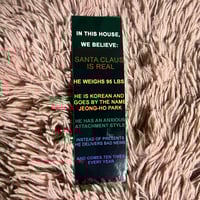 IN THIS HOUSE,
WE BELIEVE:
SANTA CLAUS
IS REAL
HE WEIGHS 95 LBS
HE IS KOREAN AND
GOES BY THE NAME
JEONG-HO PARK
HE HAS AN ANXIOUS
ATTACHMENT STYLE
INSTEAD OF PRESENTS
HE DELIVERS BAD NEWS
AND COMES TEN TIMES
EVERY YEAR